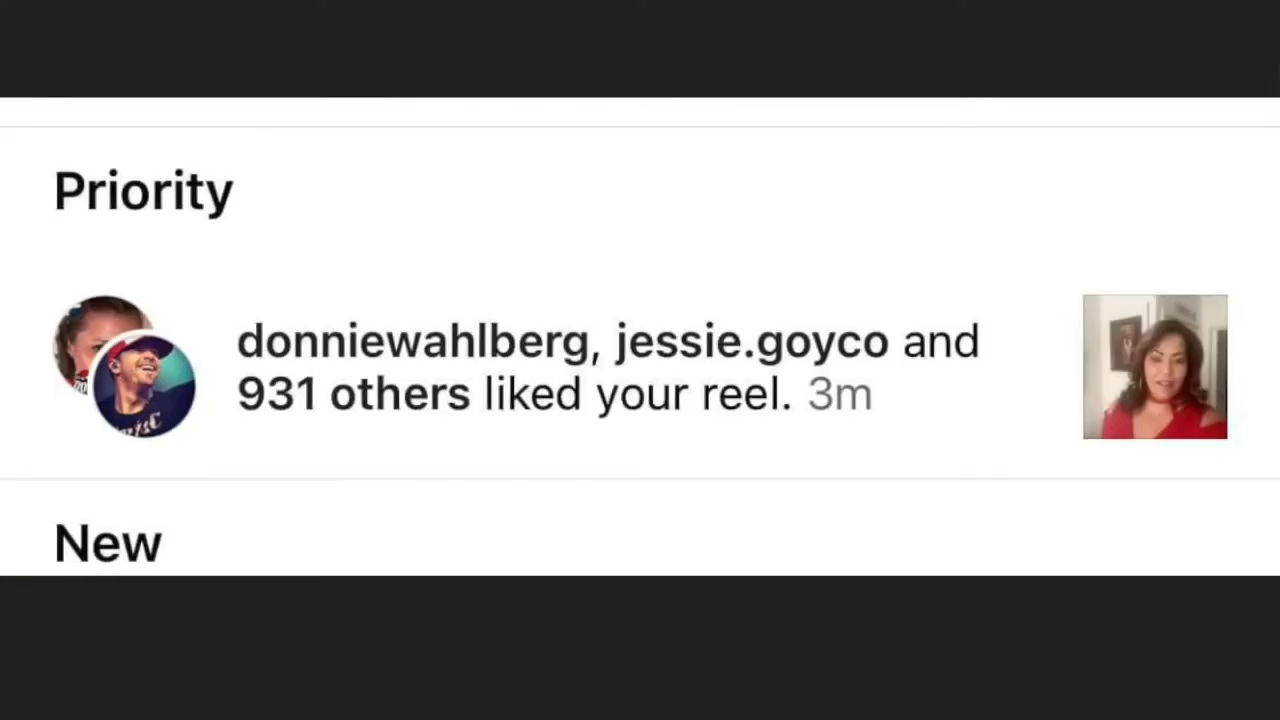 Priority
donniewahlberg, jessie.goyco and
931 others liked your reel. 3m
New